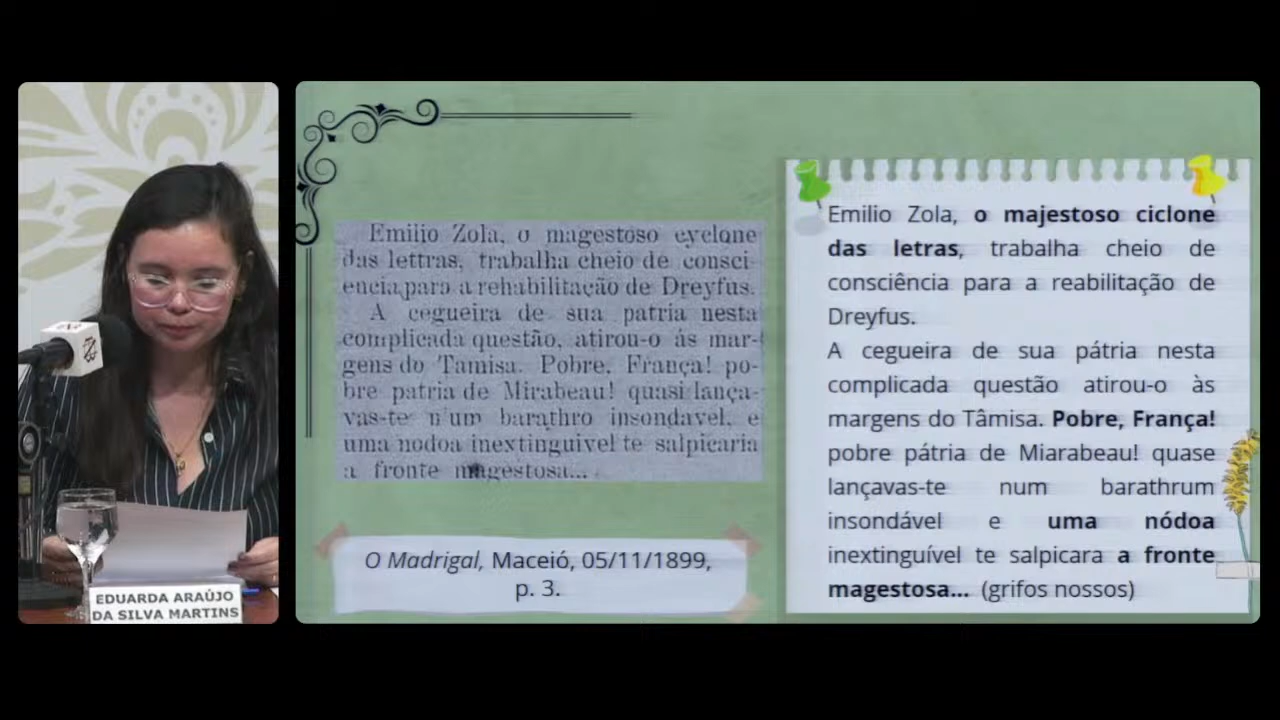 Emilio Zola, o magestoso cyclone
das lettras, trabalha cheio de consci-
encia para a rehabilitação de Dreyfus.
A cegueira de sua patria nesta
complicada questão, atirou-o ás mar-
gens do Tamisa. Pobre, França! po-
bre patria de Mirabeau! quasi lança-
vas-te n'um barathro insondavel, e
uma nodoa inextinguivel te salpicaria
a fronte magestosa...
O Madrigal, Maceió, 05/11/1899,
p. 3.
Emilio Zola, o majestoso ciclone
das letras, trabalha cheio de
consciência para a reabilitação de
Dreyfus.
A cegueira de sua pátria nesta
complicada questão atirou-o às
margens do Tâmisa. Pobre, França!
pobre pátria de Miarabeau! quase
lançavas-te num barathrum
insondável e uma nódoa
inextinguível te salpicara a fronte
magestosa... (grifos nossos)
EDUARDA ARAÚJO
DA SILVA MARTINS